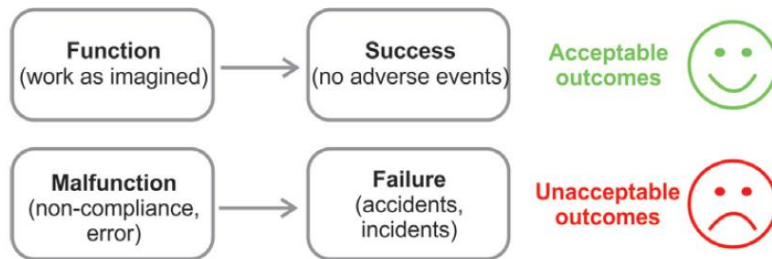 Function
(work as imagined)
Success
(no adverse events)
Acceptable
outcomes
Malfunction
(non-compliance,
error)
Failure
(accidents,
incidents)
Unacceptable
outcomes